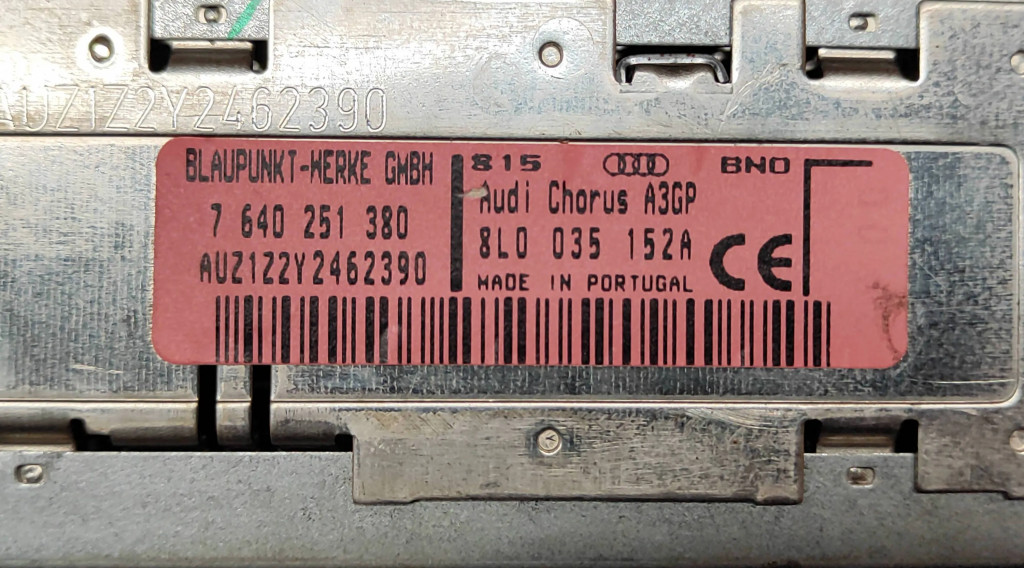 AUZ1Z2Y2462390
BLAUPUNKT-WERKE GMBH
7 640 251 380
AUZ1Z2Y2462390
815 BNO
Audi Chorus A3GP
8L0 035 152A
MADE IN PORTUGAL
CE